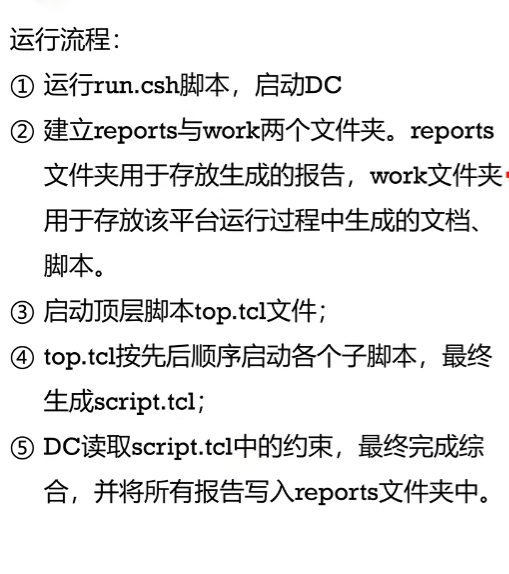 运行流程：
① 运行run.csh脚本，启动DC
② 建立reports与work两个文件夹。reports
文件夹用于存放生成的报告，work文件夹
用于存放该平台运行过程中生成的文档、
脚本。
③ 启动顶层脚本top.tcl文件；
④ top.tcl按先后顺序启动各个子脚本，最终
生成script.tcl；
⑤ DC读取script.tcl中的约束，最终完成综
合，并将所有报告写入reports文件夹中。